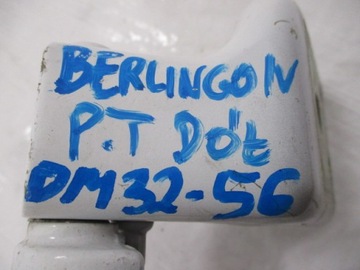 BERLINGO IV
P.T DÓŁ
DM32-56